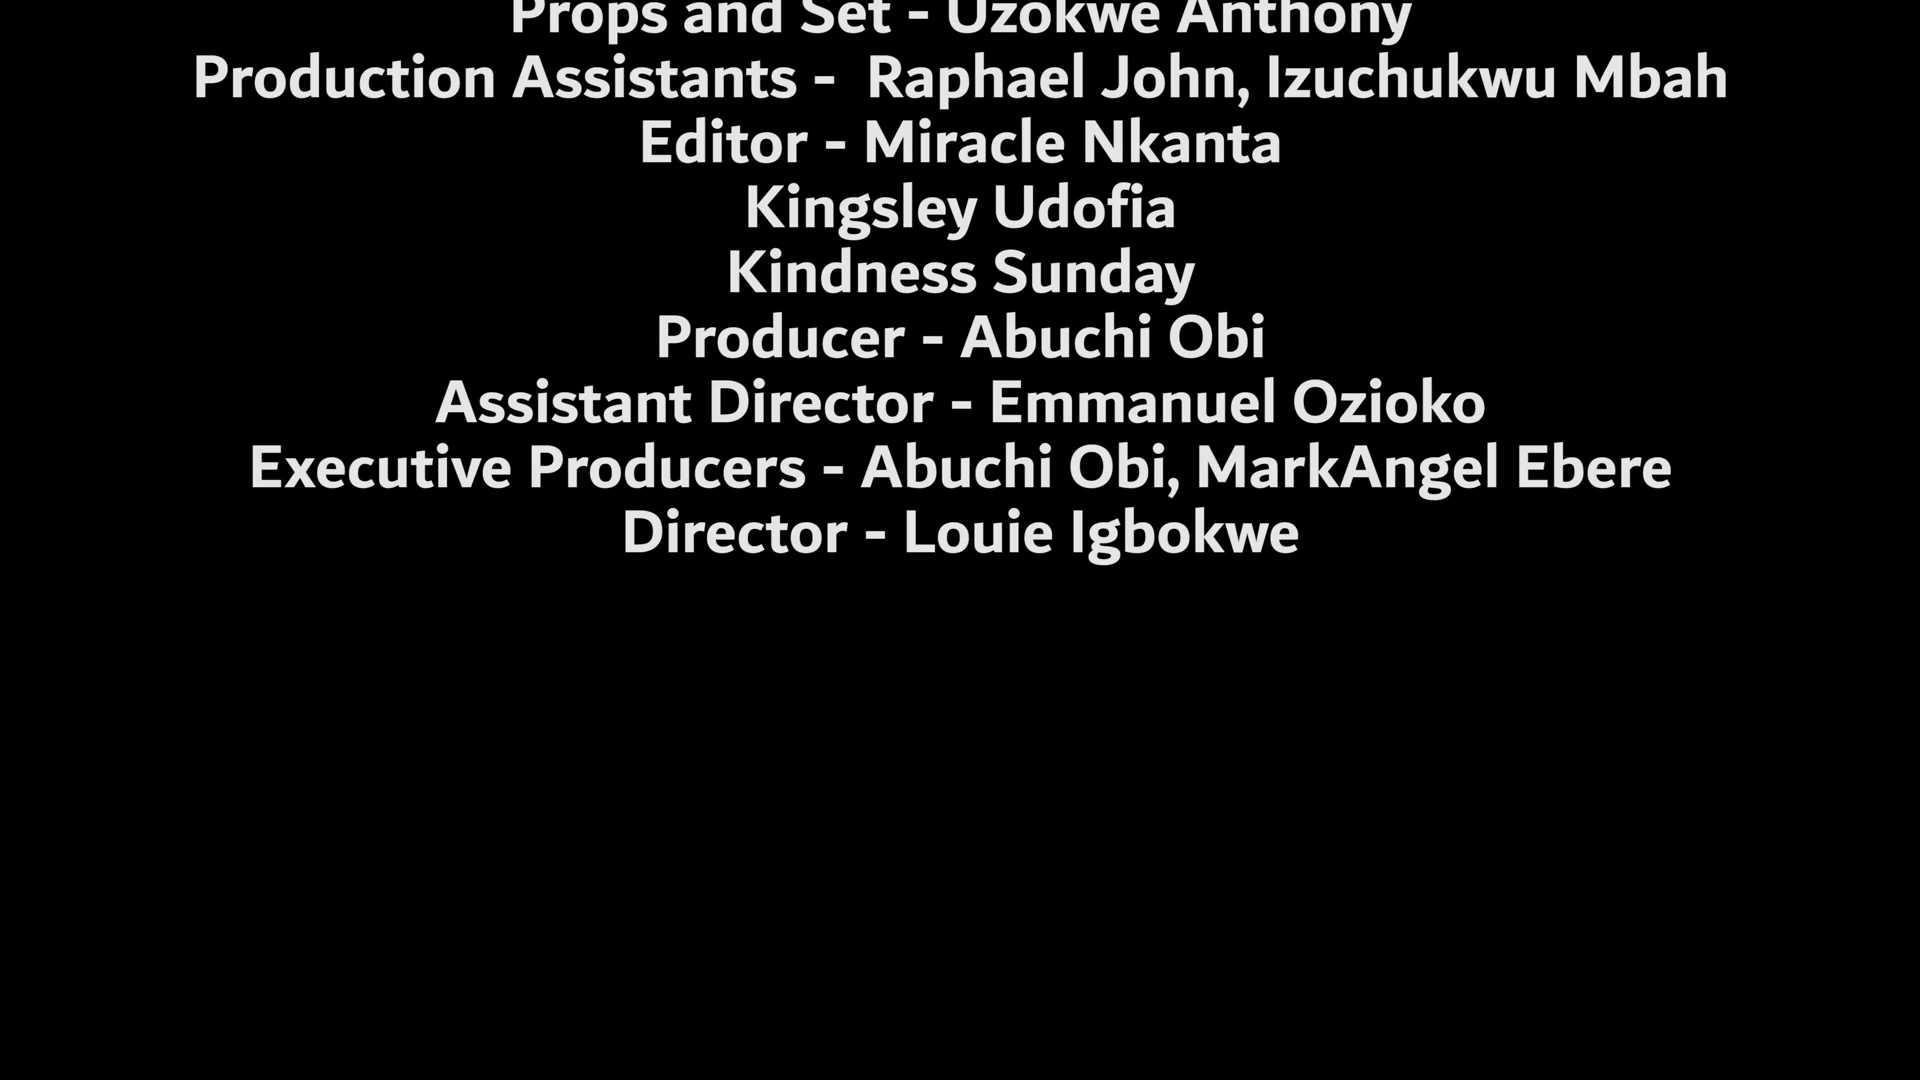 Props and Set - Uzokwe Anthony
Production Assistants -  Raphael John, Izuchukwu Mbah
Editor - Miracle Nkanta
Kingsley Udofia
Kindness Sunday
Producer - Abuchi Obi
Assistant Director - Emmanuel Ozioko
Executive Producers - Abuchi Obi, MarkAngel Ebere
Director - Louie Igbokwe